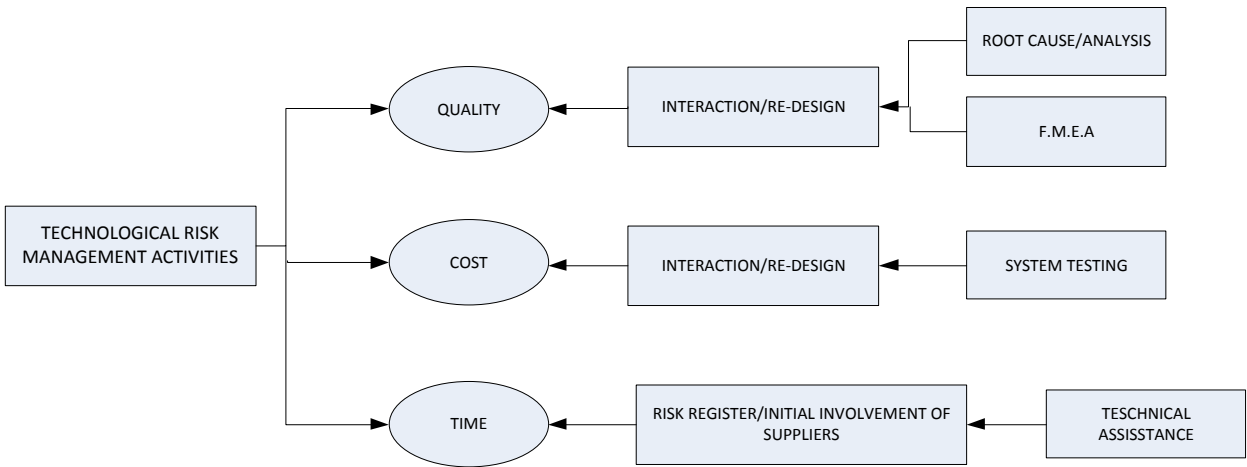 ROOT CAUSE/ANALYSIS
QUALITY
INTERACTION/RE-DESIGN
F.M.E.A
TECHNOLOGICAL RISK
MANAGEMENT ACTIVITIES
COST
INTERACTION/RE-DESIGN
SYSTEM TESTING
TIME
RISK REGISTER/INITIAL INVOLVEMENT OF
SUPPLIERS
TESCHNICAL
ASSISSTANCE